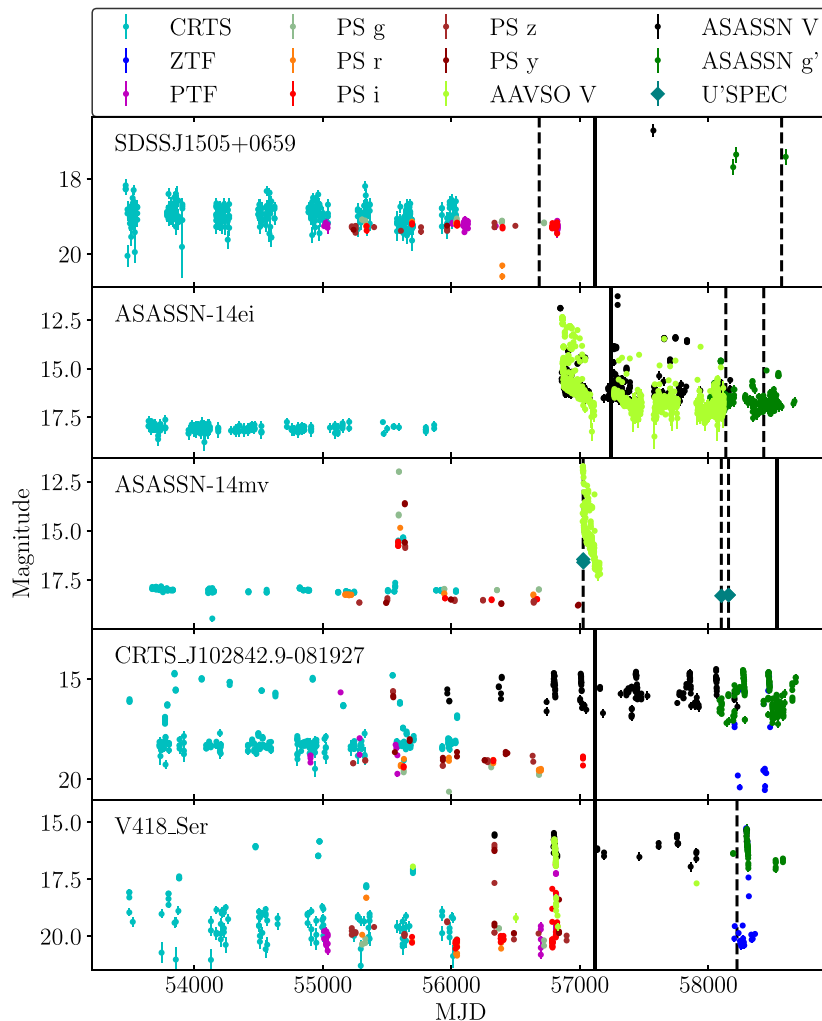 CRTS PS g PS z ASASSN V
ZTF PS r PS y ASASSN g'
PTF PS i AAVSO V U'SPEC
SDSSJ1505+0659
18
20
ASASSN-14ei
12.5
15.0
17.5
ASASSN-14mv
12.5
15.0
17.5
Magnitude
CRTS_J102842.9-081927
15
20
V418_Ser
15.0
17.5
20.0
54000 55000 56000 57000 58000
MJD